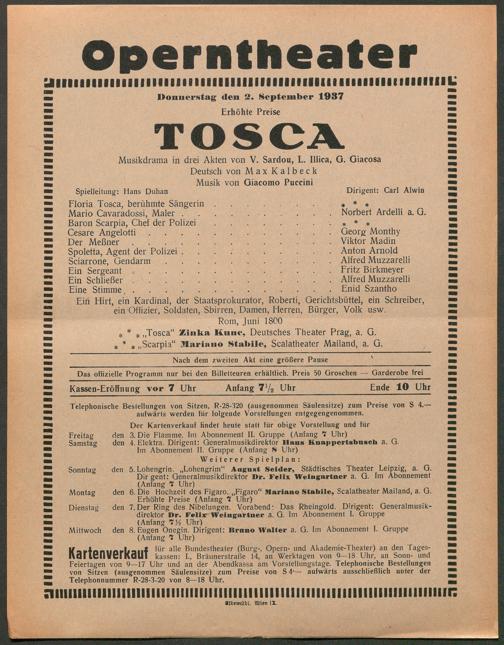 Operntheater
Donnerstag den 2. September 1937
Erhöhte Preise
TOSCA
Musikdrama in drei Akten von V. Sardou, L. Illica, G. Giacosa
Deutsch von Max Kalbeck
Musik von Giacomo Puccini
Spielleitung: Hans Duhan Dirigent: Carl Alwin
Floria Tosca, berühmte Sängerin . . . . . . * * *
Mario Cavaradossi, Maler . . . . . . Norbert Ardelli a. G.
Baron Scarpia, Chef der Polizei . . . . . . * * *
Cesare Angelotti . . . . . . Georg Monthy
Der Meßner . . . . . . Viktor Madin
Spoletta, Agent der Polizei . . . . . . Anton Arnold
Sciarrone, Gendarm . . . . . . Alfred Muzzarelli
Ein Sergeant . . . . . . Fritz Birkmeyer
Ein Schließer . . . . . . Alfred Muzzarelli
Eine Stimme . . . . . . Enid Szantho
Ein Hirt, ein Kardinal, der Staatsprokurator, Roberti, Gerichtsbüttel, ein Schreiber,
ein Offizier, Soldaten, Sbirren, Damen, Herren, Bürger, Volk usw.
Rom, Juni 1800
* * * „Tosca" Zinka Kunc, Deutsches Theater Prag, a. G.
* * * „Scarpia" Mariano Stabile, Scalatheater Mailand, a. G.
Nach dem zweiten Akt eine größere Pause
Das offizielle Programm nur bei den Billetteuren erhältlich. Preis 50 Groschen — Garderobe frei
Kassen-Eröffnung vor 7 Uhr Anfang 7½ Uhr Ende 10 Uhr
Telephonische Bestellungen von Sitzen, R-28-320 (ausgenommen Säulensitze) zum Preise von S 4.—
aufwärts werden für folgende Vorstellungen entgegengenommen.
Der Kartenverkauf findet heute statt für obige Vorstellung und für
Freitag den 3. Die Flamme. Im Abonnement II. Gruppe (Anfang 7 Uhr)
Samstag den 4. Elektra. Dirigent: Generalmusikdirektor Hans Knappertsbusch a. G.
Im Abonnement II. Gruppe (Anfang 8 Uhr)
Weiterer Spielplan:
Sonntag den 5. Lohengrin. „Lohengrin" August Seider, Städtisches Theater Leipzig, a. G.
Dirigent: Generalmusikdirektor Dr. Felix Weingartner a. G. Im Abonnement
(Anfang 7 Uhr)
Montag den 6. Die Hochzeit des Figaro. „Figaro" Mariano Stabile, Scalatheater Mailand, a. G.
Erhöhte Preise (Anfang 7 Uhr)
Dienstag den 7. Der Ring des Nibelungen. Vorabend: Das Rheingold. Dirigent: Generalmusik-
direktor Dr. Felix Weingartner a. G. Im Abonnement I. Gruppe
(Anfang 7½ Uhr)
Mittwoch den 8. Eugen Onegin. Dirigent: Bruno Walter a. G. Im Abonnement I. Gruppe
(Anfang 7 Uhr)
Kartenverkauf für alle Bundestheater (Burg-, Opern- und Akademie-Theater) an den Tages-
kassen: I., Bräunerstraße 14, an Werktagen von 9—18 Uhr, an Sonn- und
Feiertagen von 9—17 Uhr und an der Abendkassa am Vorstellungstage. Telephonische Bestellungen
von Sitzen (ausgenommen Säulensitze) zum Preise von S 4— aufwärts ausschließlich unter der
Telephonnummer R-28-3-20 von 8—18 Uhr.
Elbemühl, Wien IX.